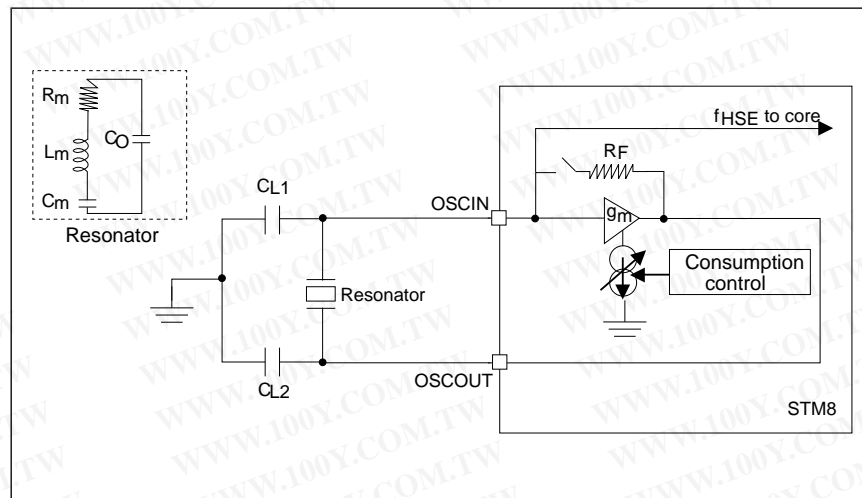 fHSE to core
Rm
CO
Lm
Cm
Resonator
RF
CL1
OSCIN
gm
Resonator
Consumption
control
CL2
OSCOUT
STM8
WWW.100Y.COM.TW